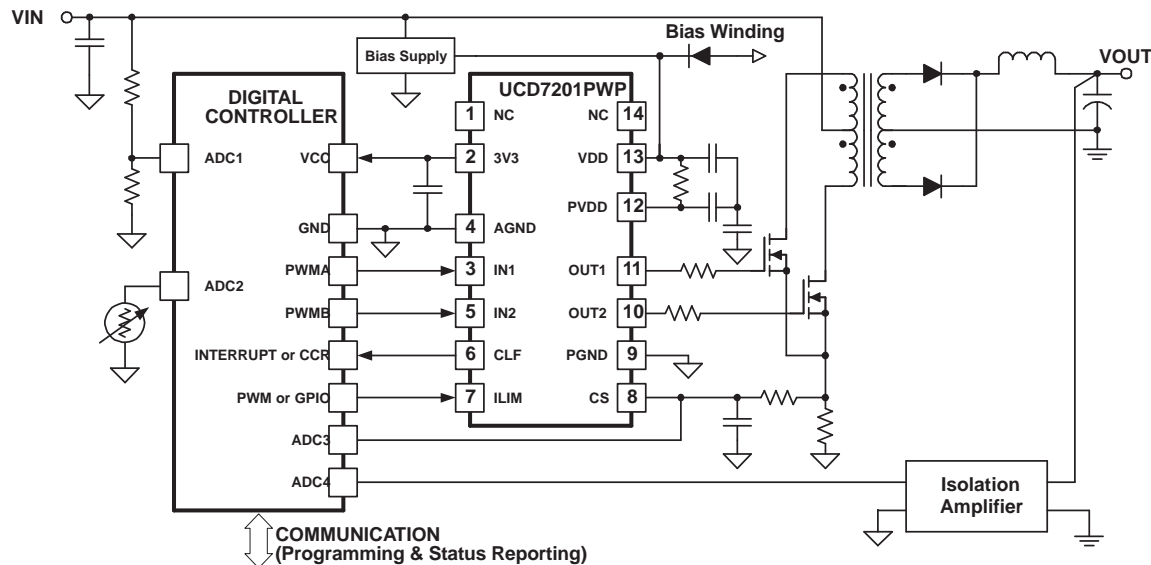 VIN
Bias Supply
Bias Winding
VOUT
DIGITAL
CONTROLLER
UCD7201PWP
1 NC
NC 14
ADC1
VCC
2 3V3
VDD 13
PVDD 12
GND
4 AGND
ADC2
PWMA
3 IN1
OUT1 11
PWMB
5 IN2
OUT2 10
INTERRUPT or CCR
6 CLF
PGND 9
PWM or GPIO
7 ILIM
CS 8
ADC3
ADC4
Isolation
Amplifier
COMMUNICATION
(Programming & Status Reporting)